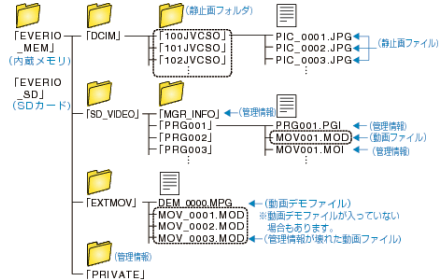 「EVERIO_MEM」
(内蔵メモリ)
「EVERIO_SD」
(SDカード)
「DCIM」
(静止画フォルダ)
「100JVCSO」
「101JVCSO」
「102JVCSO」
PIC_0001.JPG
PIC_0002.JPG
PIC_0003.JPG
(静止画ファイル)
「SD_VIDEO」
「MGR_INFO」
(管理情報)
「PRG001」
「PRG002」
「PRG003」
PRG001.PGI
(管理情報)
MOV001.MOD
(動画ファイル)
MOV001.MOI
(管理情報)
「EXTMOV」
DEM_0000.MPG
(動画デモファイル)
※動画デモファイルが入っていない
場合もあります。
MOV_0001.MOD
MOV_0002.MOD
MOV_0003.MOD
(管理情報が壊れた動画ファイル)
(管理情報)
「PRIVATE」